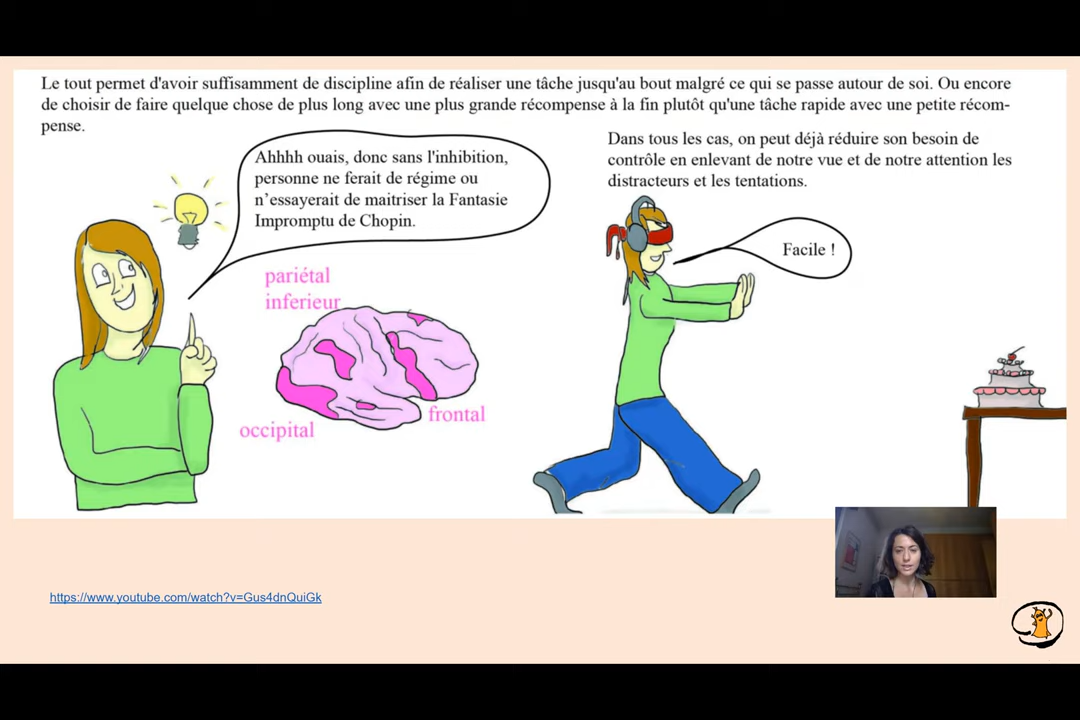 Le tout permet d'avoir suffisamment de discipline afin de réaliser une tâche jusqu'au bout malgré ce qui se passe autour de soi. Ou encore
de choisir de faire quelque chose de plus long avec une plus grande récompense à la fin plutôt qu'une tâche rapide avec une petite récom-
pense.
Ahhhh ouais, donc sans l'inhibition,
personne ne ferait de régime ou
n'essayerait de maitriser la Fantasie
Impromptu de Chopin.
pariétal
inferieur
frontal
occipital
Dans tous les cas, on peut déjà réduire son besoin de
contrôle en enlevant de notre vue et de notre attention les
distracteurs et les tentations.
Facile !
https://www.youtube.com/watch?v=Gus4dnQuiGk